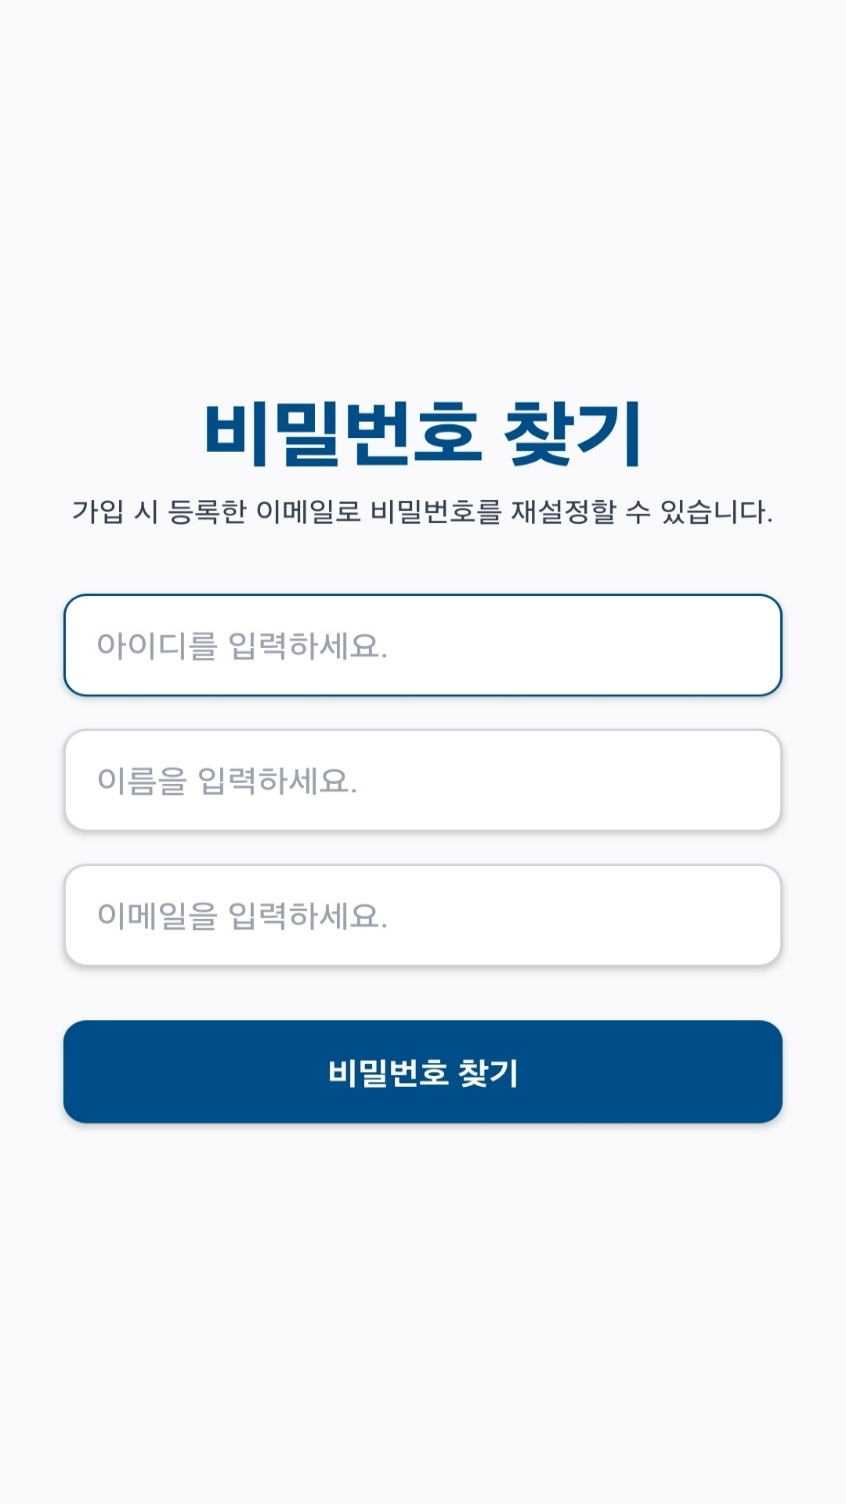 비밀번호 찾기
가입 시 등록한 이메일로 비밀번호를 재설정할 수 있습니다.
아이디를 입력하세요.
이름을 입력하세요.
이메일을 입력하세요.
비밀번호 찾기